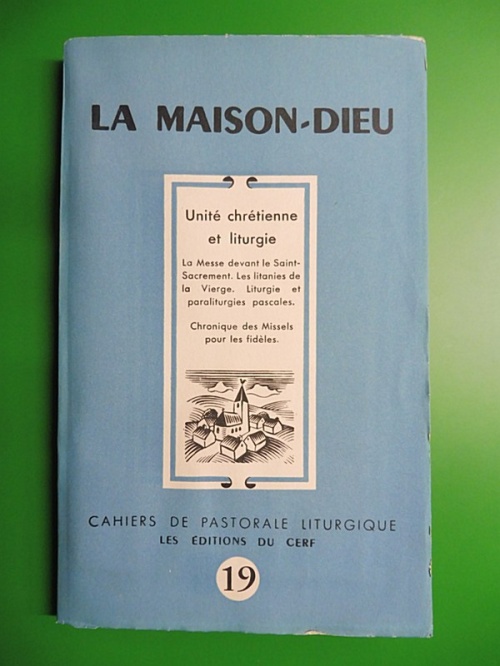 LA MAISON-DIEU
Unité chrétienne
et liturgie
La Messe devant le Saint-
Sacrement. Les litanies de
la Vierge. Liturgie et
paraliturgies pascales.
Chronique des Missels
pour les fidèles.
CAHIERS DE PASTORALE LITURGIQUE
LES ÉDITIONS DU CERF
19